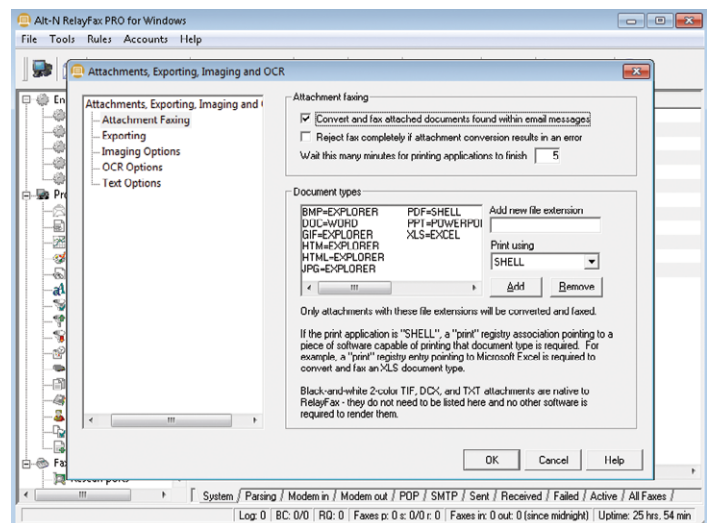 Alt-N RelayFax PRO for Windows
File Tools Rules Accounts Help
Attachments, Exporting, Imaging and OCR
En
Attachments, Exporting, Imaging and
Attachment Faxing
Exporting
Imaging Options
OCR Options
Text Options
Pro
Fax
Attachment faxing
Convert and fax attached documents found within email messages
Reject fax completely if attachment conversion results in an error
Wait this many minutes for printing applications to finish 5
Document types
BMP=EXPLORER PDF=SHELL
DOC=WORD PPT=POWERPOI
GIF=EXPLORER XLS=EXCEL
HTM=EXPLORER
HTML=EXPLORER
JPG=EXPLORER
Add new file extension
Print using
SHELL
Add Remove
Only attachments with these file extensions will be converted and faxed.
If the print application is "SHELL", a "print" registry association pointing to a
piece of software capable of printing that document type is required. For
example, a "print" registry entry pointing to Microsoft Excel is required to
convert and fax an XLS document type.
Black-and-white 2-color TIF, DCX, and TXT attachments are native to
RelayFax - they do not need to be listed here and no other software is
required to render them.
OK Cancel Help
System / Parsing / Modem in / Modem out / POP / SMTP / Sent / Received / Failed / Active / All Faxes /
Log: 0 BC: 0/0 RQ: 0 Faxes p: 0 s: 0/0 r: 0 Faxes in: 0 out: 0 (since midnight) Uptime: 25 hrs. 54 min